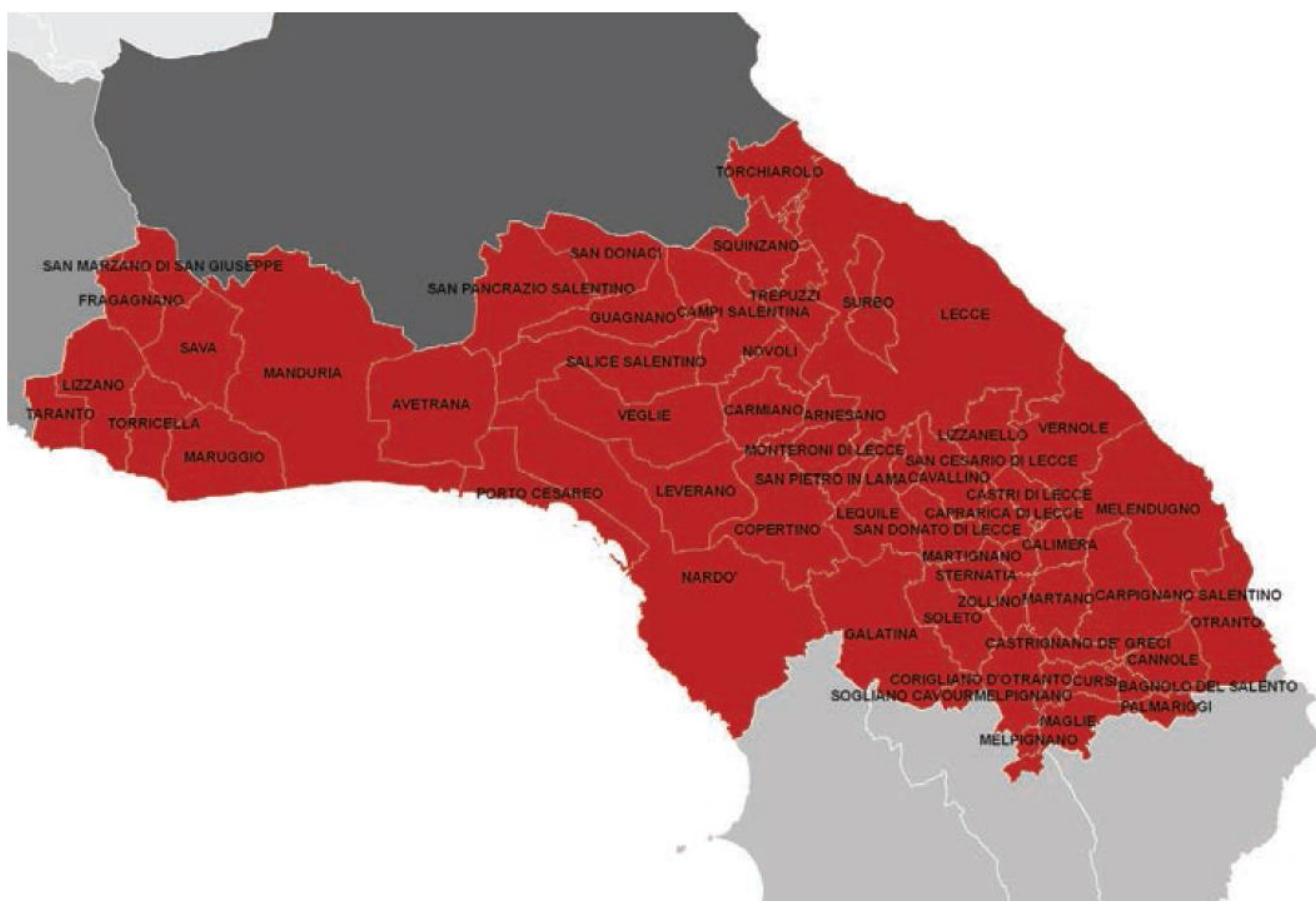 TORCHIAROLO
SQUINZANO
SAN DONACI
SAN MARZANO DI SAN GIUSEPPE
SAN PANCRAZIO SALENTINO
TREPUZZI
FRAGAGNANO
SURBO
CAMPI SALENTINA
LECCE
GUAGNANO
SAVA
NOVOLI
SALICE SALENTINO
MANDURIA
LIZZANO
AVETRANA
CARMIANO
ARNESANO
TARANTO
VEGLIE
TORRICELLA
VERNOLE
LIZZANELLO
MONTERONI DI LECCE
MARUGGIO
SAN CESARIO DI LECCE
SAN PIETRO IN LAMA
CAVALLINO
LEVERANO
PORTO CESAREO
CASTRI DI LECCE
MELENDUGNO
LEQUILE
CAPRARICA DI LECCE
COPERTINO
SAN DONATO DI LECCE
CALIMERA
MARTIGNANO
NARDO'
STERNATIA
CARPIGNANO SALENTINO
MARTANO
ZOLLINO
SOLETO
OTRANTO
GALATINA
CASTRIGNANO DE' GRECI
CANNOLE
CORIGLIANO D'OTRANTO
CURSI
BAGNOLO DEL SALENTO
SOGLIANO CAVOUR
MELPIGNANO
PALMARIGGI
MAGLIE
MELPIGNANO